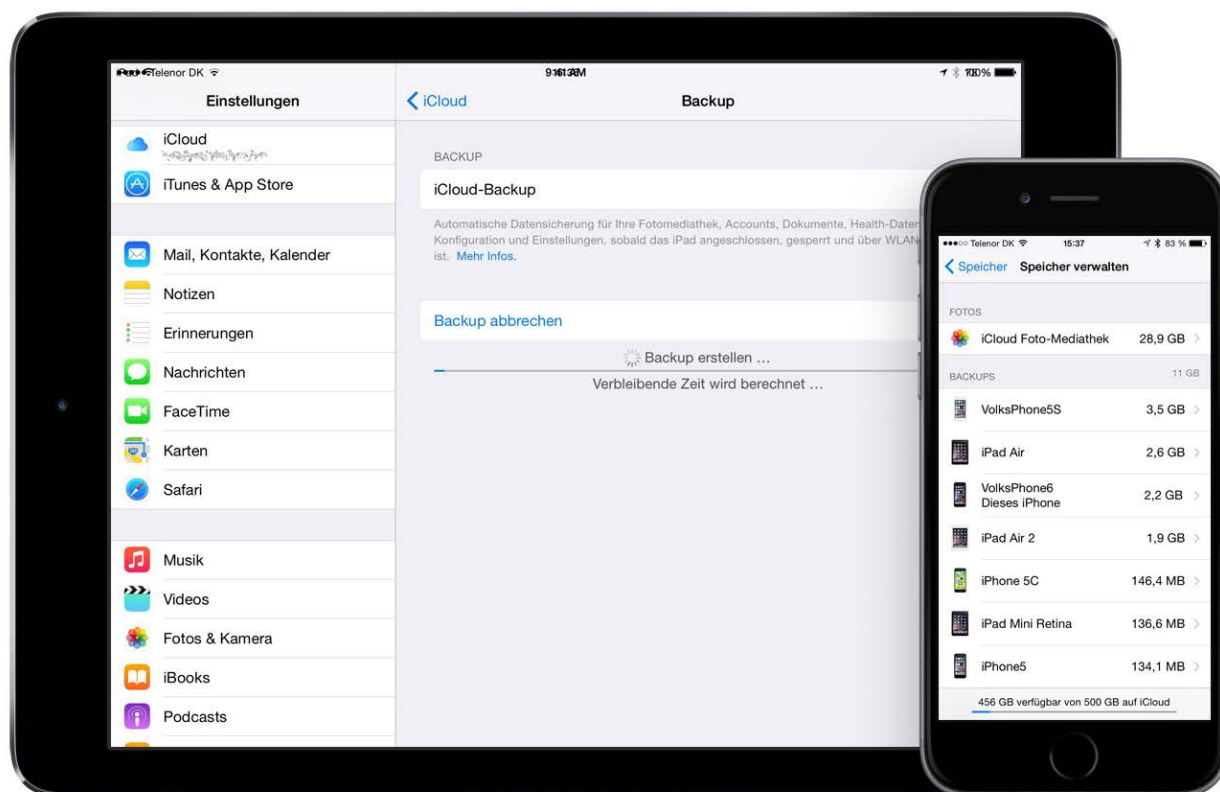 Telenor DK
100%
Einstellungen
iCloud
iTunes & App Store
Mail, Kontakte, Kalender
Notizen
Erinnerungen
Nachrichten
FaceTime
Karten
Safari
Musik
Videos
Fotos & Kamera
iBooks
Podcasts
iCloud
Backup
BACKUP
iCloud-Backup
Automatische Datensicherung für Ihre Fotomediathek, Accounts, Dokumente, Health-Daten
Konfiguration und Einstellungen, sobald das iPad angeschlossen, gesperrt und über WLAN
ist. Mehr Infos.
Backup abbrechen
Backup erstellen ...
Verbleibende Zeit wird berechnet ...
Telenor DK 15:37 83 %
Speicher Speicher verwalten
FOTOS
iCloud Foto-Mediathek 28,9 GB
BACKUPS 11 GB
VolksPhone5S 3,5 GB
iPad Air 2,6 GB
VolksPhone6
Dieses iPhone 2,2 GB
iPad Air 2 1,9 GB
iPhone 5C 146,4 MB
iPad Mini Retina 136,6 MB
iPhone5 134,1 MB
456 GB verfügbar von 500 GB auf iCloud